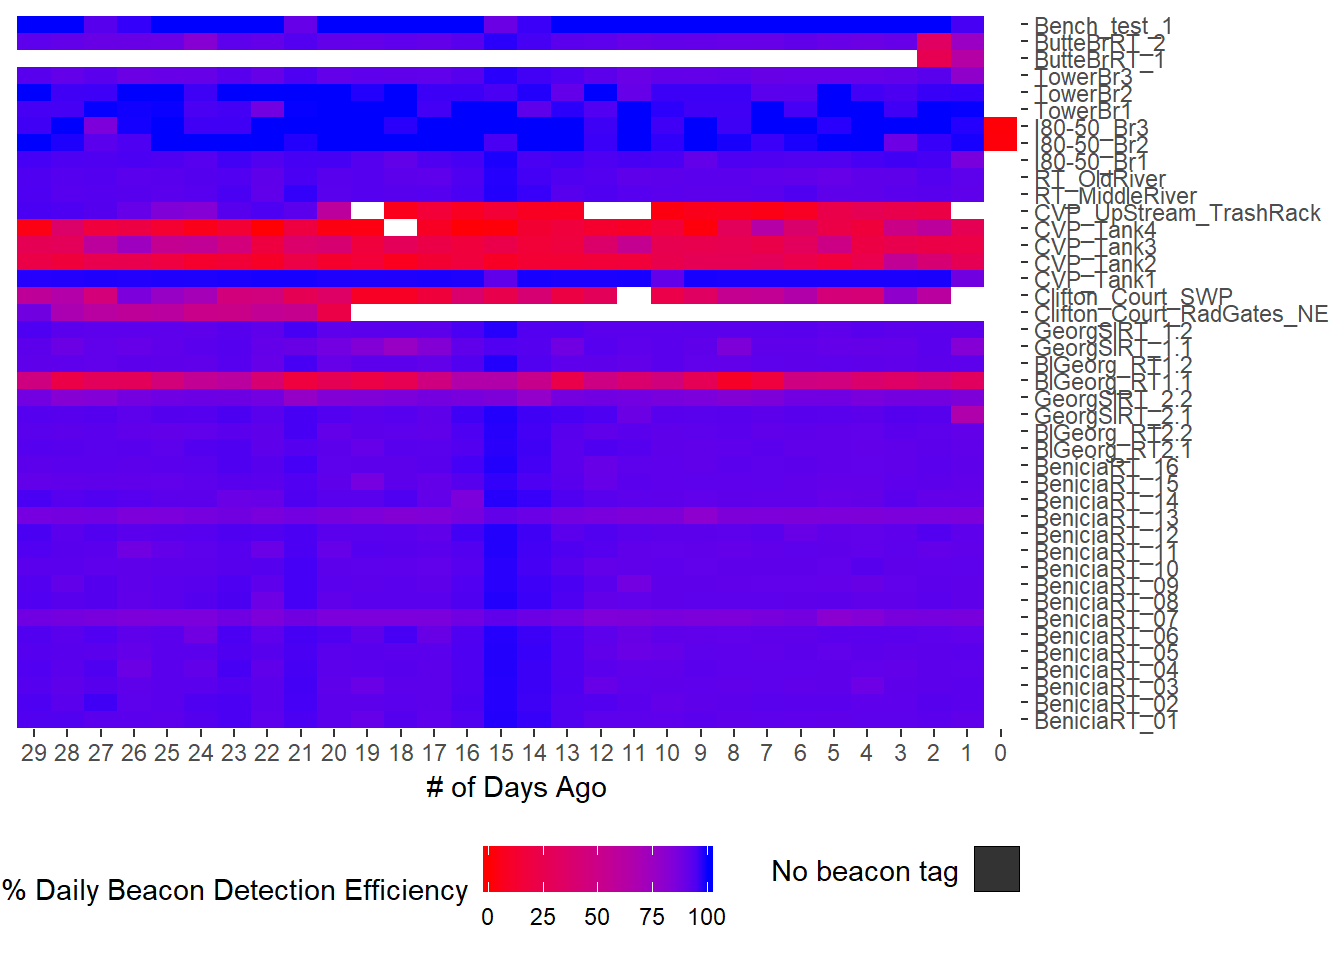 Bench_test_1
ButteBrRT_2
ButteBrRT_1
TowerBr3
TowerBr2
TowerBr1
I80-50_Br3
I80-50_Br2
I80-50_Br1
RT_OldRiver
RT_MiddleRiver
CVP_UpStream_TrashRack
CVP_Tank4
CVP_Tank3
CVP_Tank2
CVP_Tank1
Clifton_Court_SWP
Clifton_Court_RadGates_NE
GeorgSlRT_1.2
GeorgSlRT_1.1
BlGeorg_RT1.2
BlGeorg_RT1.1
GeorgSlRT_2.2
GeorgSlRT_2.1
BlGeorg_RT2.2
BlGeorg_RT2.1
BeniciaRT_16
BeniciaRT_15
BeniciaRT_14
BeniciaRT_13
BeniciaRT_12
BeniciaRT_11
BeniciaRT_10
BeniciaRT_09
BeniciaRT_08
BeniciaRT_07
BeniciaRT_06
BeniciaRT_05
BeniciaRT_04
BeniciaRT_03
BeniciaRT_02
BeniciaRT_01
29 28 27 26 25 24 23 22 21 20 19 18 17 16 15 14 13 12 11 10 9 8 7 6 5 4 3 2 1 0
# of Days Ago
% Daily Beacon Detection Efficiency
0 25 50 75 100
No beacon tag